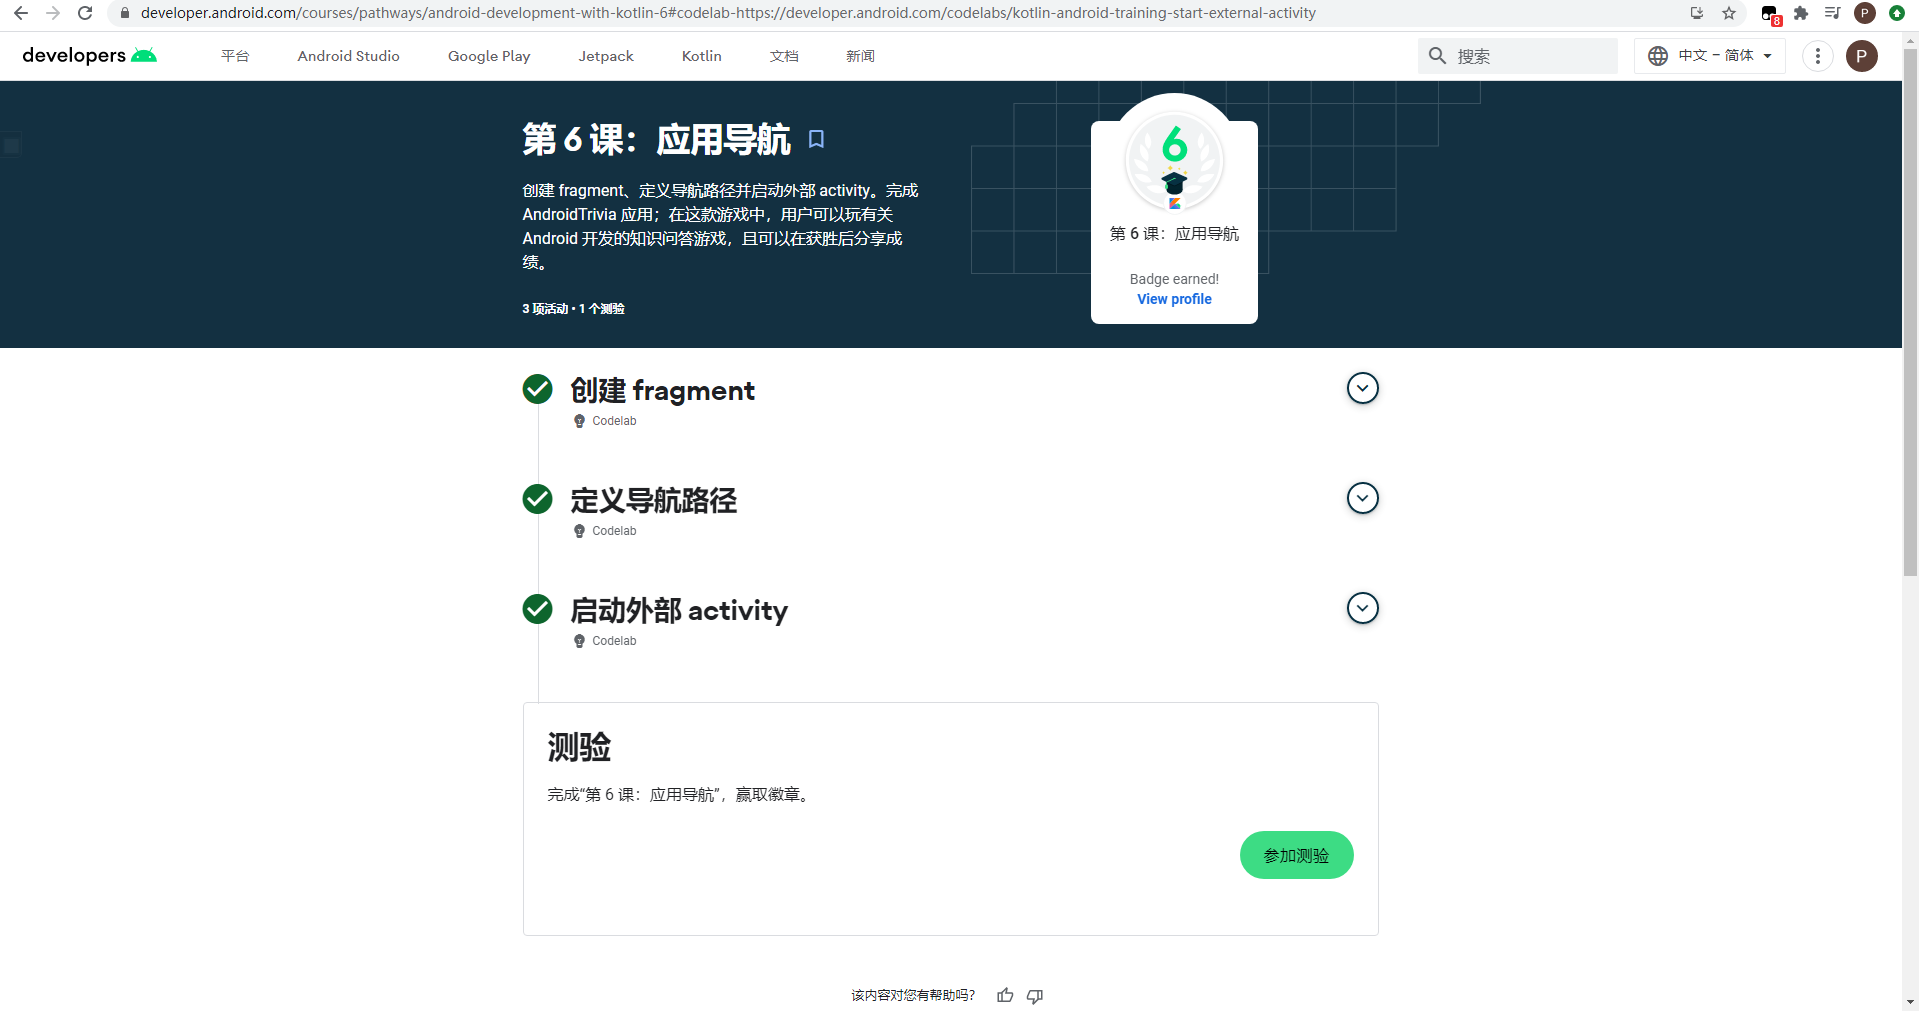 developer.android.com/courses/pathways/android-development-with-kotlin-6#codelab-https://developer.android.com/codelabs/kotlin-android-training-start-external-activity
8
P
developers
平台
Android Studio
Google Play
Jetpack
Kotlin
文档
新闻
搜索
中文 – 简体
P
第 6 课：应用导航
创建 fragment、定义导航路径并启动外部 activity。完成
AndroidTrivia 应用；在这款游戏中，用户可以玩有关
Android 开发的知识问答游戏，且可以在获胜后分享成
绩。
3 项活动 • 1 个测验
6
第 6 课：应用导航
Badge earned!
View profile
创建 fragment
Codelab
定义导航路径
Codelab
启动外部 activity
Codelab
测验
完成“第 6 课：应用导航”，赢取徽章。
参加测验
该内容对您有帮助吗？